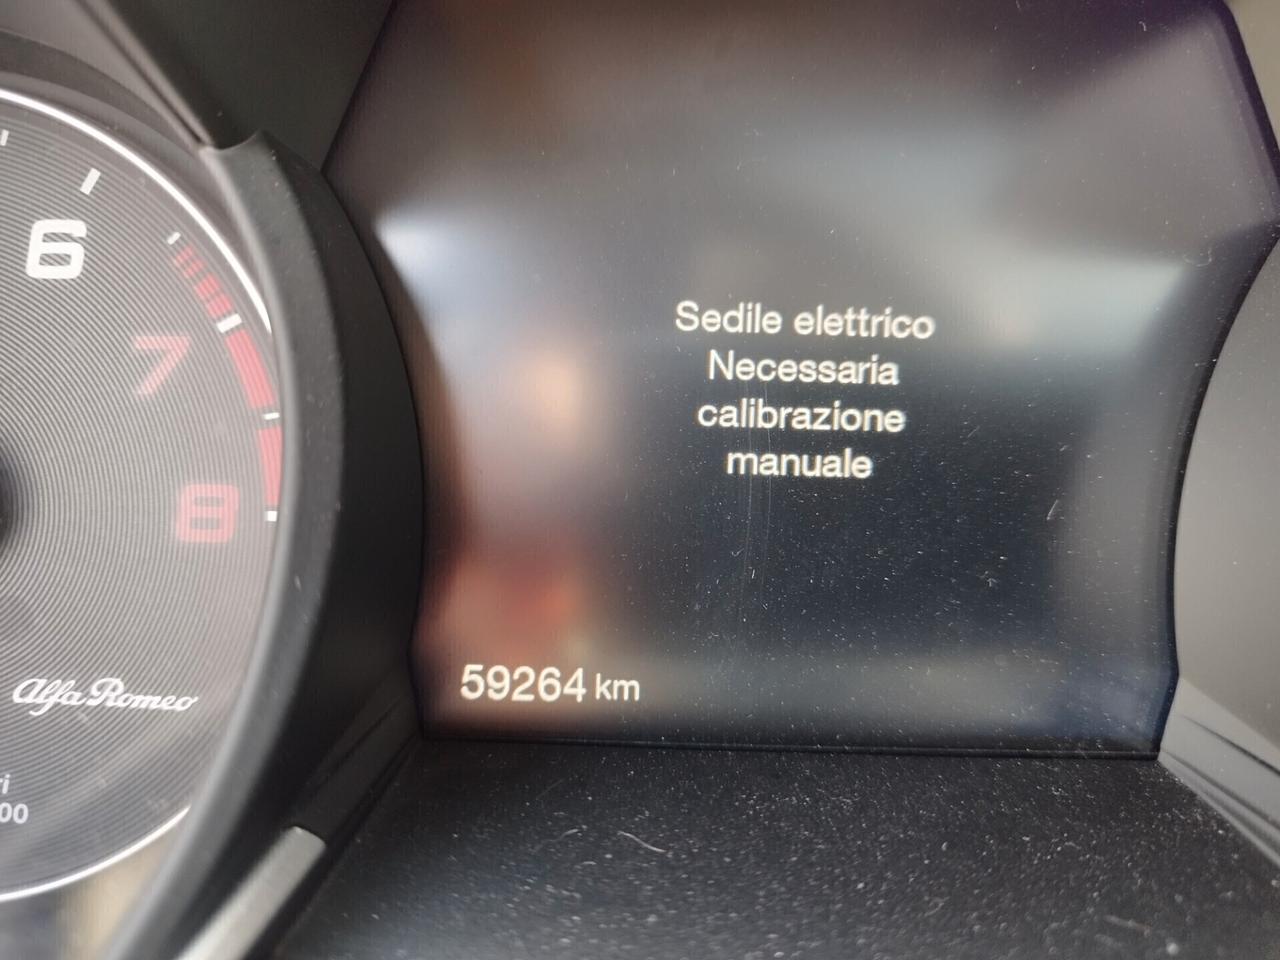 6
7
8
Alfa Romeo
Sedile elettrico
Necessaria
calibrazione
manuale
59264 km